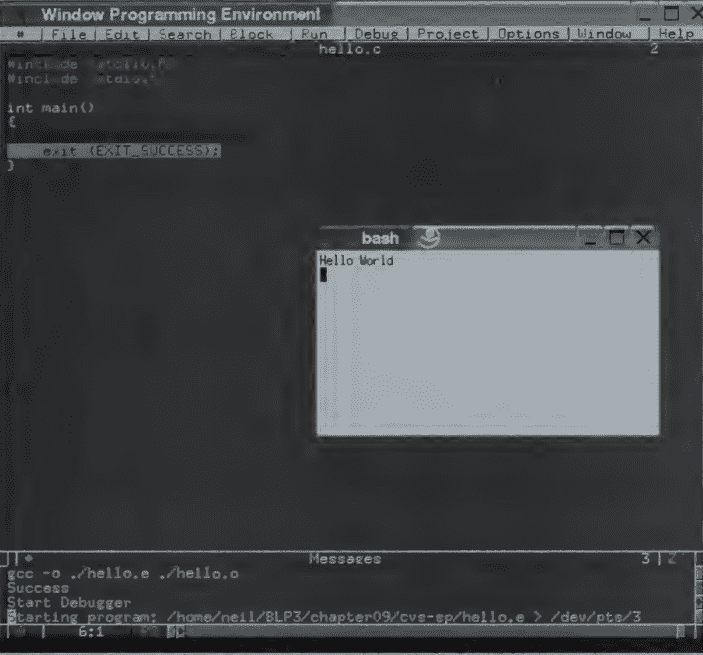 Window Programming Environment
# File Edit Search Block Run Debug Project Options Window Help
hello.c 2
int main()
{
exit (EXIT_SUCCESS);
}
bash
Hello World
Messages 3
gcc -o ./hello.e ./hello.o
Success
Start Debugger
Starting program: /home/neil/BLP3/chapter09/cvs-sp/hello.e > /dev/pts/3
6:1